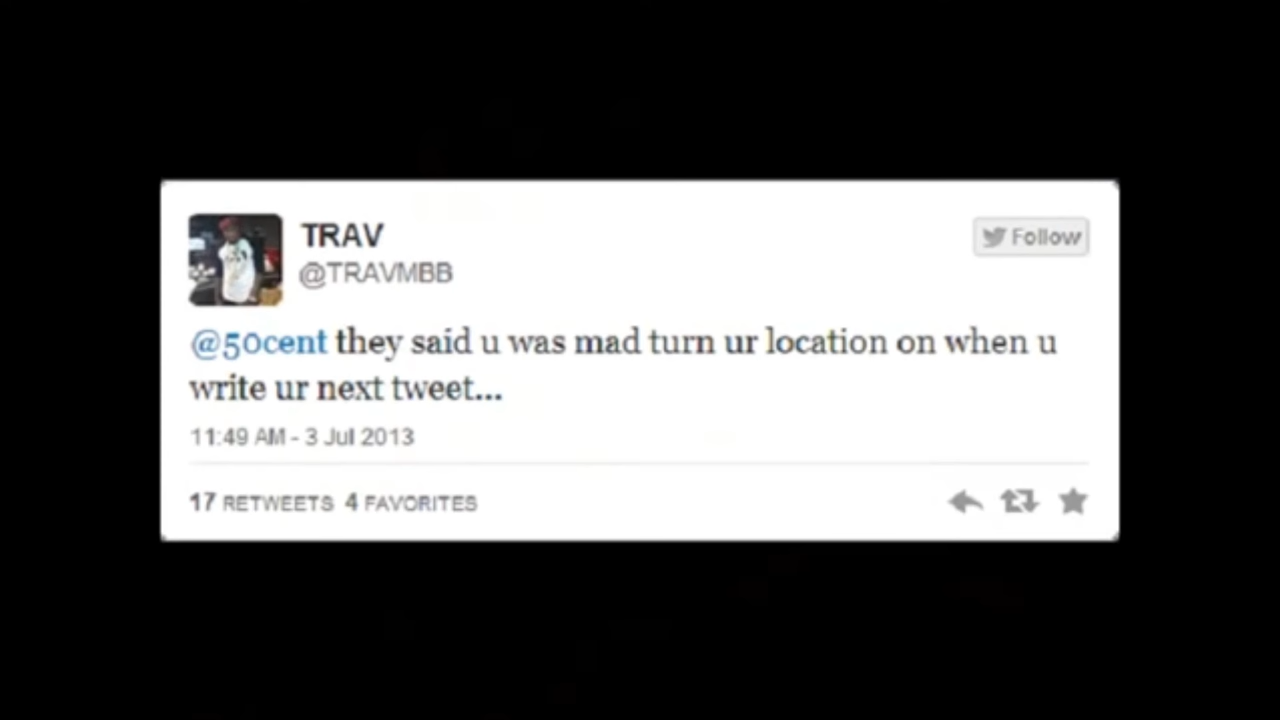 TRAV
Follow
@TRAVMBB
@50cent they said u was mad turn ur location on when u
write ur next tweet...
11:49 AM - 3 Jul 2013
17 RETWEETS 4 FAVORITES